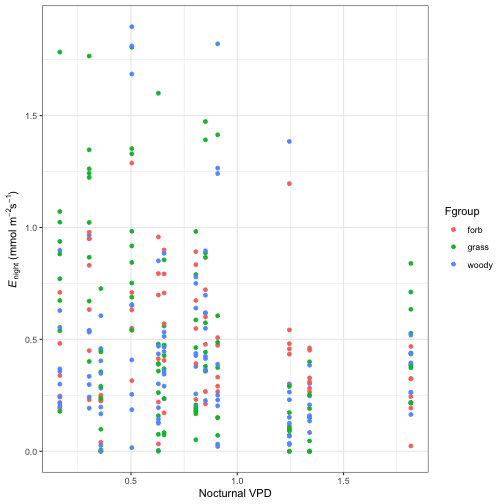 1.5
1.0
0.5
0.0
E_night (mmol m⁻²s⁻¹)
0.5 1.0 1.5
Nocturnal VPD
Fgroup
forb
grass
woody